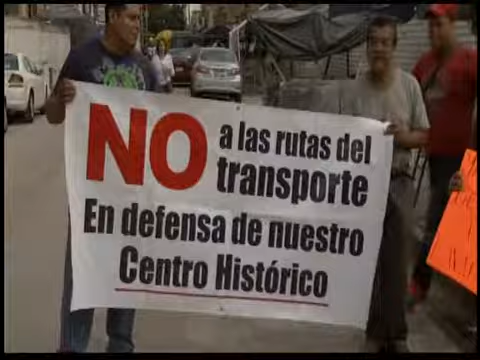 NO a las rutas del
transporte
En defensa de nuestro
Centro Histórico